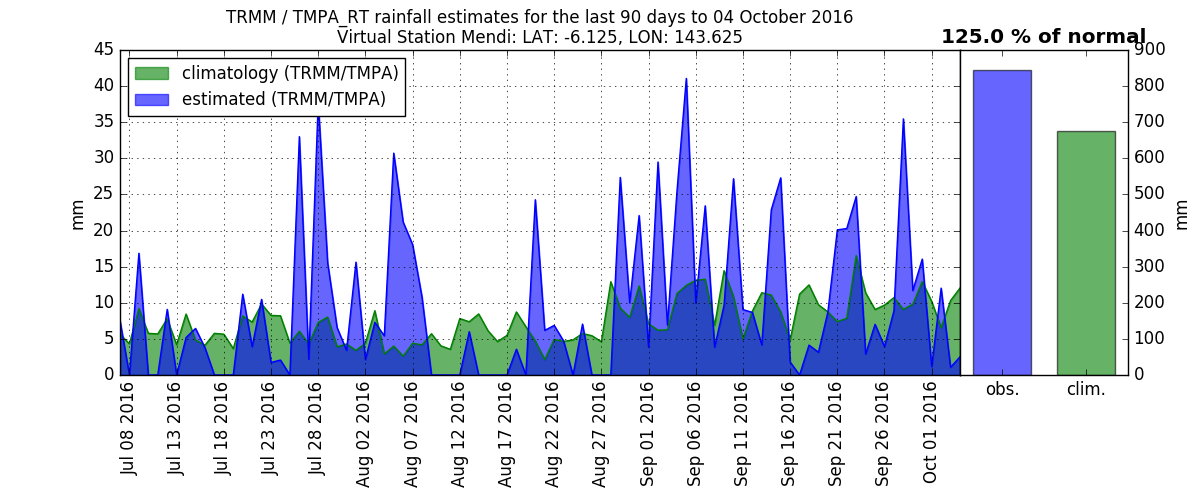 TRMM / TMPA_RT rainfall estimates for the last 90 days to 04 October 2016
Virtual Station Mendi: LAT: -6.125, LON: 143.625
125.0 % of normal
climatology (TRMM/TMPA)
estimated (TRMM/TMPA)
mm
45
40
35
30
25
20
15
10
5
0
Jul 08 2016
Jul 13 2016
Jul 18 2016
Jul 23 2016
Jul 28 2016
Aug 02 2016
Aug 07 2016
Aug 12 2016
Aug 17 2016
Aug 22 2016
Aug 27 2016
Sep 01 2016
Sep 06 2016
Sep 11 2016
Sep 16 2016
Sep 21 2016
Sep 26 2016
Oct 01 2016
obs.
clim.
900
800
700
600
500
400
300
200
100
0
mm